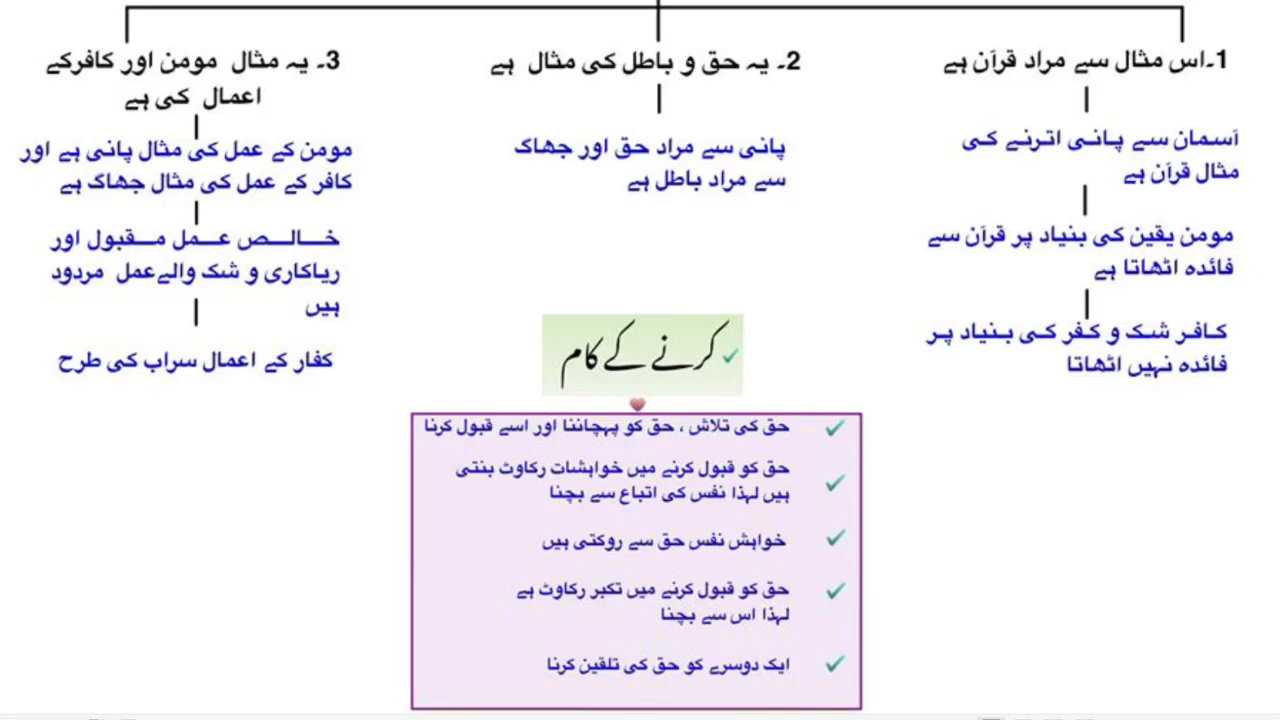 1۔اس مثال سے مراد قرآن ہے
آسمان سے پانی اترنے کی
مثال قرآن ہے
مومن یقین کی بنیاد پر قرآن سے
فائدہ اٹھاتا ہے
کافر شک و کفر کی بنیاد پر
فائدہ نہیں اٹھاتا
2۔ یہ حق و باطل کی مثال ہے
پانی سے مراد حق اور جھاگ
سے مراد باطل ہے
3۔ یہ مثال مومن اور کافرکے
اعمال کی ہے
مومن کے عمل کی مثال پانی ہے اور
کافر کے عمل کی مثال جھاگ ہے
خالص عمل مقبول اور
ریاکاری و شک والےعمل مردود
ہیں
کفار کے اعمال سراب کی طرح
✓کرنے کے کام
✓ حق کی تلاش ، حق کو پہچاننا اور اسے قبول کرنا
✓ حق کو قبول کرنے میں خواہشات رکاوٹ بنتی
ہیں لہذا نفس کی اتباع سے بچنا
✓ خواہش نفس حق سے روکتی ہیں
✓ حق کو قبول کرنے میں تکبر رکاوٹ ہے
لہذا اس سے بچنا
✓ ایک دوسرے کو حق کی تلقین کرنا